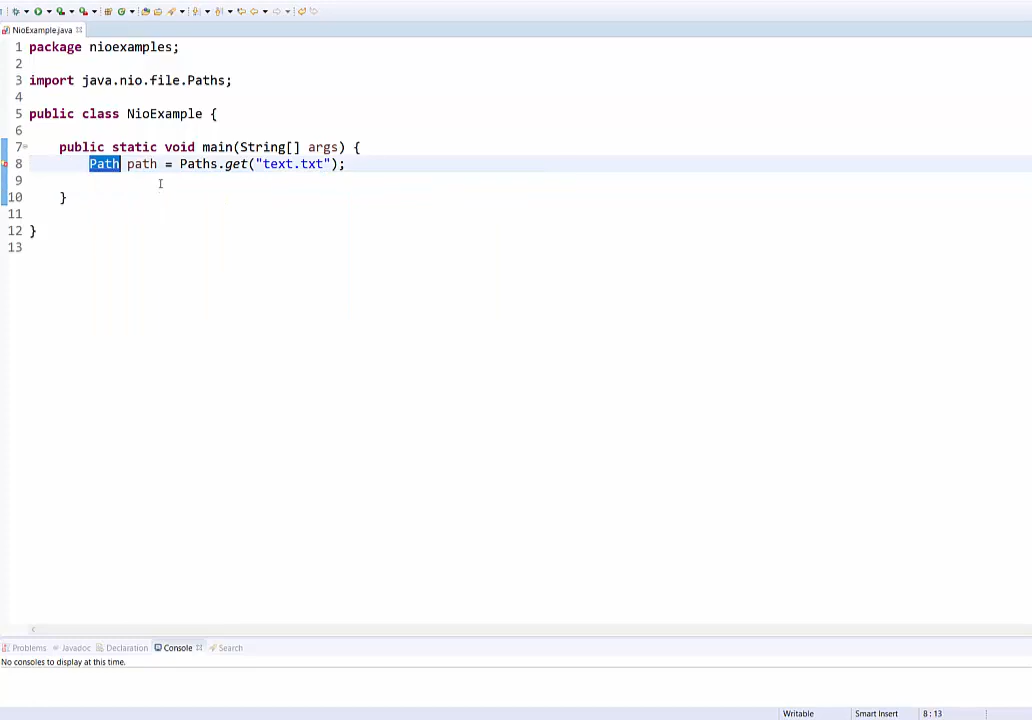 NioExample.java
1 package nioexamples;
2
3 import java.nio.file.Paths;
4
5 public class NioExample {
6
7 public static void main(String[] args) {
8 Path path = Paths.get("text.txt");
9
10 }
11
12 }
13
Problems Javadoc Declaration Console Search
No consoles to display at this time.
Writable Smart Insert 8 : 13